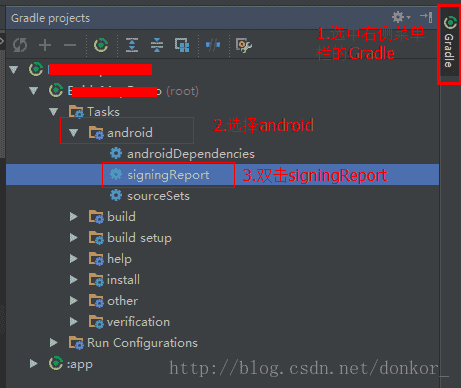 Gradle projects
1.选中右侧菜单
栏的Gradle
Gradle
(root)
Tasks
android
2.选择android
androidDependencies
signingReport
3.双击signingReport
sourceSets
build
build setup
help
install
other
verification
Run Configurations
:app
http://blog.csdn.net/donkor_